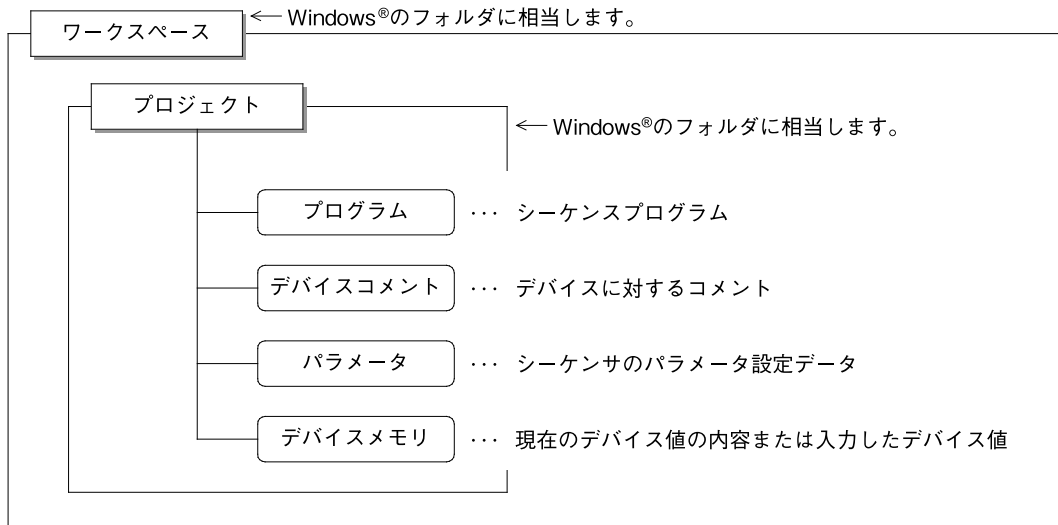 ← Windows®のフォルダに相当します。
ワークスペース
プロジェクト
← Windows®のフォルダに相当します。
プログラム ··· シーケンスプログラム
デバイスコメント ··· デバイスに対するコメント
パラメータ ··· シーケンサのパラメータ設定データ
デバイスメモリ ··· 現在のデバイス値の内容または入力したデバイス値